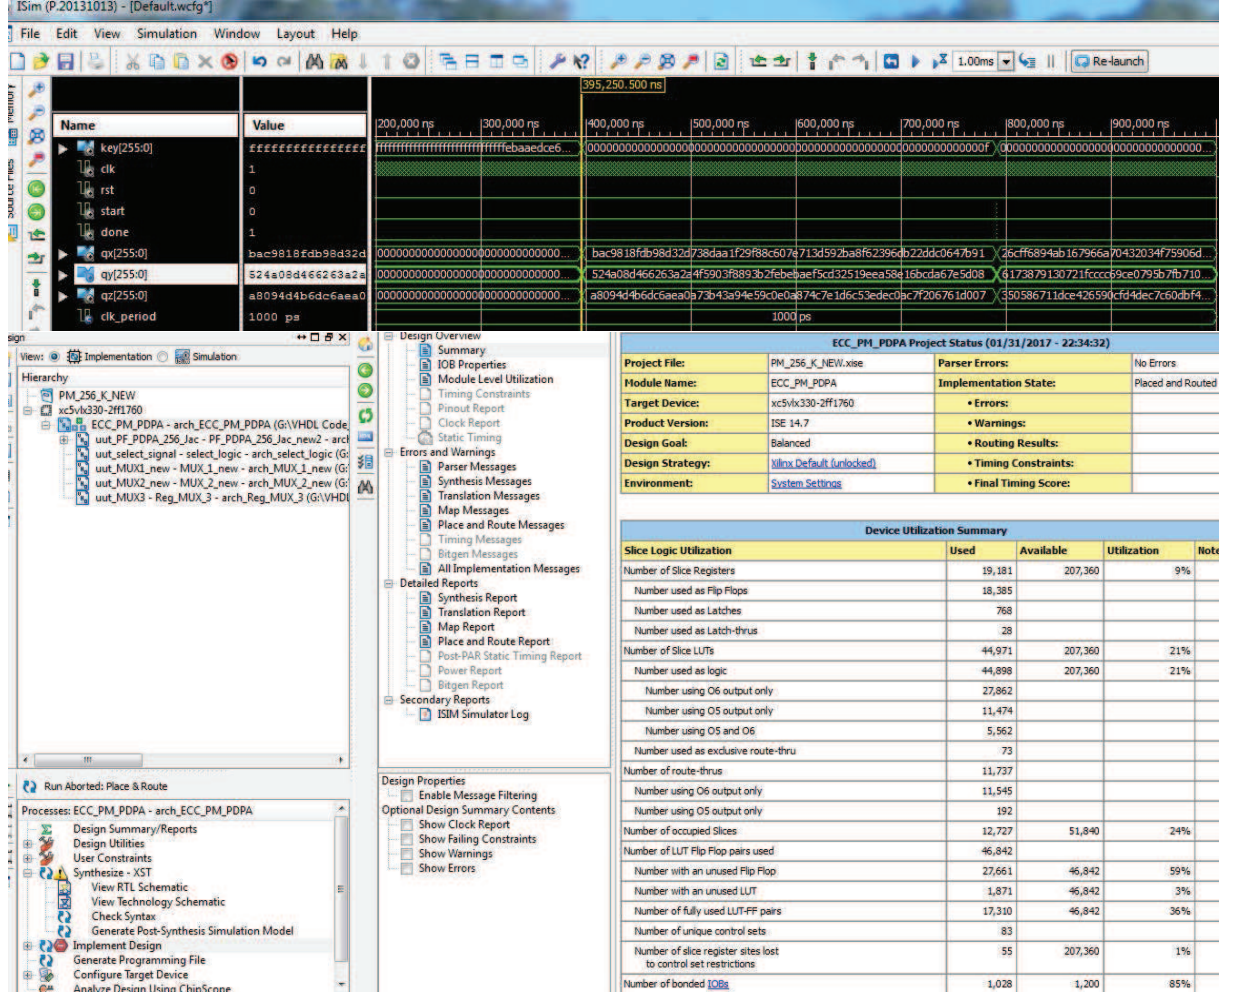 ISim (P.20131013) - [Default.wcfg*]
File Edit View Simulation Window Layout Help
1.00ms Re-launch
395,250.500 ns
Name Value 200,000 ns 300,000 ns 400,000 ns 500,000 ns 600,000 ns 700,000 ns 800,000 ns 900,000 ns
key[255:0]
clk 1
rst 0
start 0
done 1
qx[255:0] bac9818fdb98d32d bac9818fdb98d32d738daa1f29f88c607e713d592ba8f62396db22ddc0647b91 26cff6894ab167966a70432034f75906d...
qy[255:0] 524a08d466263a2a 524a08d466263a2a4f5903f8893b2febebaef5cd32519eea58e16bcda67e5d08 6173879130721fcccc69ce0795b7fb710...
qz[255:0] a8094d4b6dc6aea0 a8094d4b6dc6aea0a73b43a94e59c0e0a874c7e1d6c53edec0ac7f206761d007 350586711dce426590cfd4dec7c60dbf4...
clk_period 1000 ps 1000 ps
View: Implementation Simulation
Hierarchy
PM_256_K_NEW
xc5vlx330-2ff1760
ECC_PM_PDPA - arch_ECC_PM_PDPA (G:\VHDL Code_
uut_PF_PDPA_256_Jac - PF_PDPA_256_Jac_new2 - arch
uut_select_signal - select_logic - arch_select_logic (G:
uut_MUX1_new - MUX_1_new - arch_MUX_1_new (G:
uut_MUX2_new - MUX_2_new - arch_MUX_2_new (G:
uut_MUX3 - Reg_MUX_3 - arch_Reg_MUX_3 (G:\VHDL
Run Aborted: Place & Route
Processes: ECC_PM_PDPA - arch_ECC_PM_PDPA
Design Summary/Reports
Design Utilities
User Constraints
Synthesize - XST
View RTL Schematic
View Technology Schematic
Check Syntax
Generate Post-Synthesis Simulation Model
Implement Design
Generate Programming File
Configure Target Device
Analyze Design Using ChipScope
Design Overview
Summary
IOB Properties
Module Level Utilization
Timing Constraints
Pinout Report
Clock Report
Static Timing
Errors and Warnings
Parser Messages
Synthesis Messages
Translation Messages
Map Messages
Place and Route Messages
Timing Messages
Bitgen Messages
All Implementation Messages
Detailed Reports
Synthesis Report
Translation Report
Map Report
Place and Route Report
Post-PAR Static Timing Report
Power Report
Bitgen Report
Secondary Reports
ISIM Simulator Log
Design Properties
Enable Message Filtering
Optional Design Summary Contents
Show Clock Report
Show Failing Constraints
Show Warnings
Show Errors
ECC_PM_PDPA Project Status (01/31/2017 - 22:34:32)
Project File: PM_256_K_NEW.xise Parser Errors: No Errors
Module Name: ECC_PM_PDPA Implementation State: Placed and Routed
Target Device: xc5vlx330-2ff1760 • Errors:
Product Version: ISE 14.7 • Warnings:
Design Goal: Balanced • Routing Results:
Design Strategy: Xilinx Default (unlocked) • Timing Constraints:
Environment: System Settings • Final Timing Score:
Device Utilization Summary
Slice Logic Utilization Used Available Utilization Note
Number of Slice Registers 19,181 207,360 9%
Number used as Flip Flops 18,385
Number used as Latches 768
Number used as Latch-thrus 28
Number of Slice LUTs 44,971 207,360 21%
Number used as logic 44,898 207,360 21%
Number using O6 output only 27,862
Number using O5 output only 11,474
Number using O5 and O6 5,562
Number used as exclusive route-thru 73
Number of route-thrus 11,737
Number using O6 output only 11,545
Number using O5 output only 192
Number of occupied Slices 12,727 51,840 24%
Number of LUT Flip Flop pairs used 46,842
Number with an unused Flip Flop 27,661 46,842 59%
Number with an unused LUT 1,871 46,842 3%
Number of fully used LUT-FF pairs 17,310 46,842 36%
Number of unique control sets 83
Number of slice register sites lost
to control set restrictions 55 207,360 1%
Number of bonded IOBs 1,028 1,200 85%